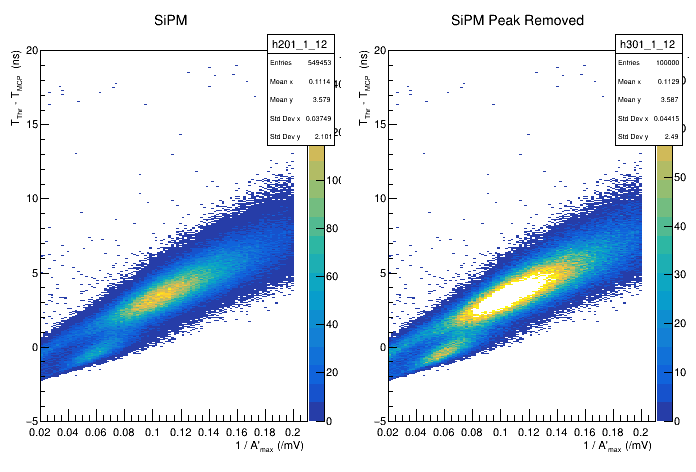 SiPM
h201_1_12
Entries 549453
Mean x 0.1114
Mean y 3.579
Std Dev x 0.03749
Std Dev y 2.101
T_Thr - T_MCP (ns)
20
15
10
5
0
−5
0.02 0.04 0.06 0.08 0.1 0.12 0.14 0.16 0.18 0.2
1 / A'_max (/mV)
80
60
40
20
0
SiPM Peak Removed
h301_1_12
Entries 100000
Mean x 0.1129
Mean y 3.587
Std Dev x 0.04415
Std Dev y 2.49
T_Thr - T_MCP (ns)
20
15
10
5
0
−5
0.02 0.04 0.06 0.08 0.1 0.12 0.14 0.16 0.18 0.2
1 / A'_max (/mV)
50
40
30
20
10
0